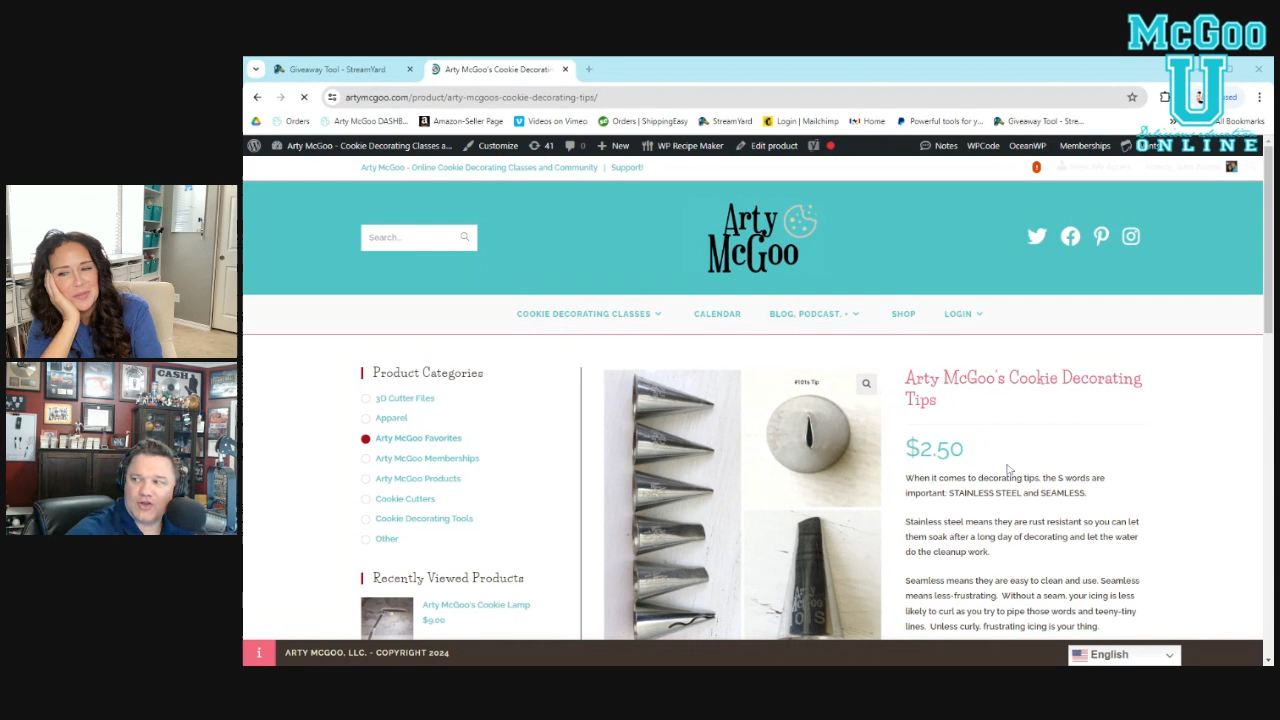 McGoo
U
Delicious education
ONLINE
Giveaway Tool - StreamYard
Arty McGoo's Cookie Decoratin
artymcgoo.com/product/arty-mcgoos-cookie-decorating-tips/
Orders
Arty McGoo DASHB...
Amazon-Seller Page
Videos on Vimeo
Orders | ShippingEasy
StreamYard
Login | Mailchimp
Home
Powerful tools for y...
Giveaway Tool - Stre...
All Bookmarks
Arty McGoo - Cookie Decorating Classes a...
Customize
41
0
New
WP Recipe Maker
Edit product
Notes
WPCode
OceanWP
Memberships
Arty McGoo - Online Cookie Decorating Classes and Community | Support!
Search...
Arty
McGoo
COOKIE DECORATING CLASSES
CALENDAR
BLOG, PODCAST, +
SHOP
LOGIN
CASH
Product Categories
3D Cutter Files
Apparel
Arty McGoo Favorites
Arty McGoo Memberships
Arty McGoo Products
Cookie Cutters
Cookie Decorating Tools
Other
Recently Viewed Products
Arty McGoo's Cookie Lamp
$9.00
#101s Tip
Arty McGoo's Cookie Decorating
Tips
$2.50
When it comes to decorating tips, the S words are
important: STAINLESS STEEL and SEAMLESS.
Stainless steel means they are rust resistant so you can let
them soak after a long day of decorating and let the water
do the cleanup work.
Seamless means they are easy to clean and use. Seamless
means less-frustrating. Without a seam, your icing is less
likely to curl as you try to pipe those words and teeny-tiny
lines. Unless curly, frustrating icing is your thing.
ARTY MCGOO, LLC. - COPYRIGHT 2024
English